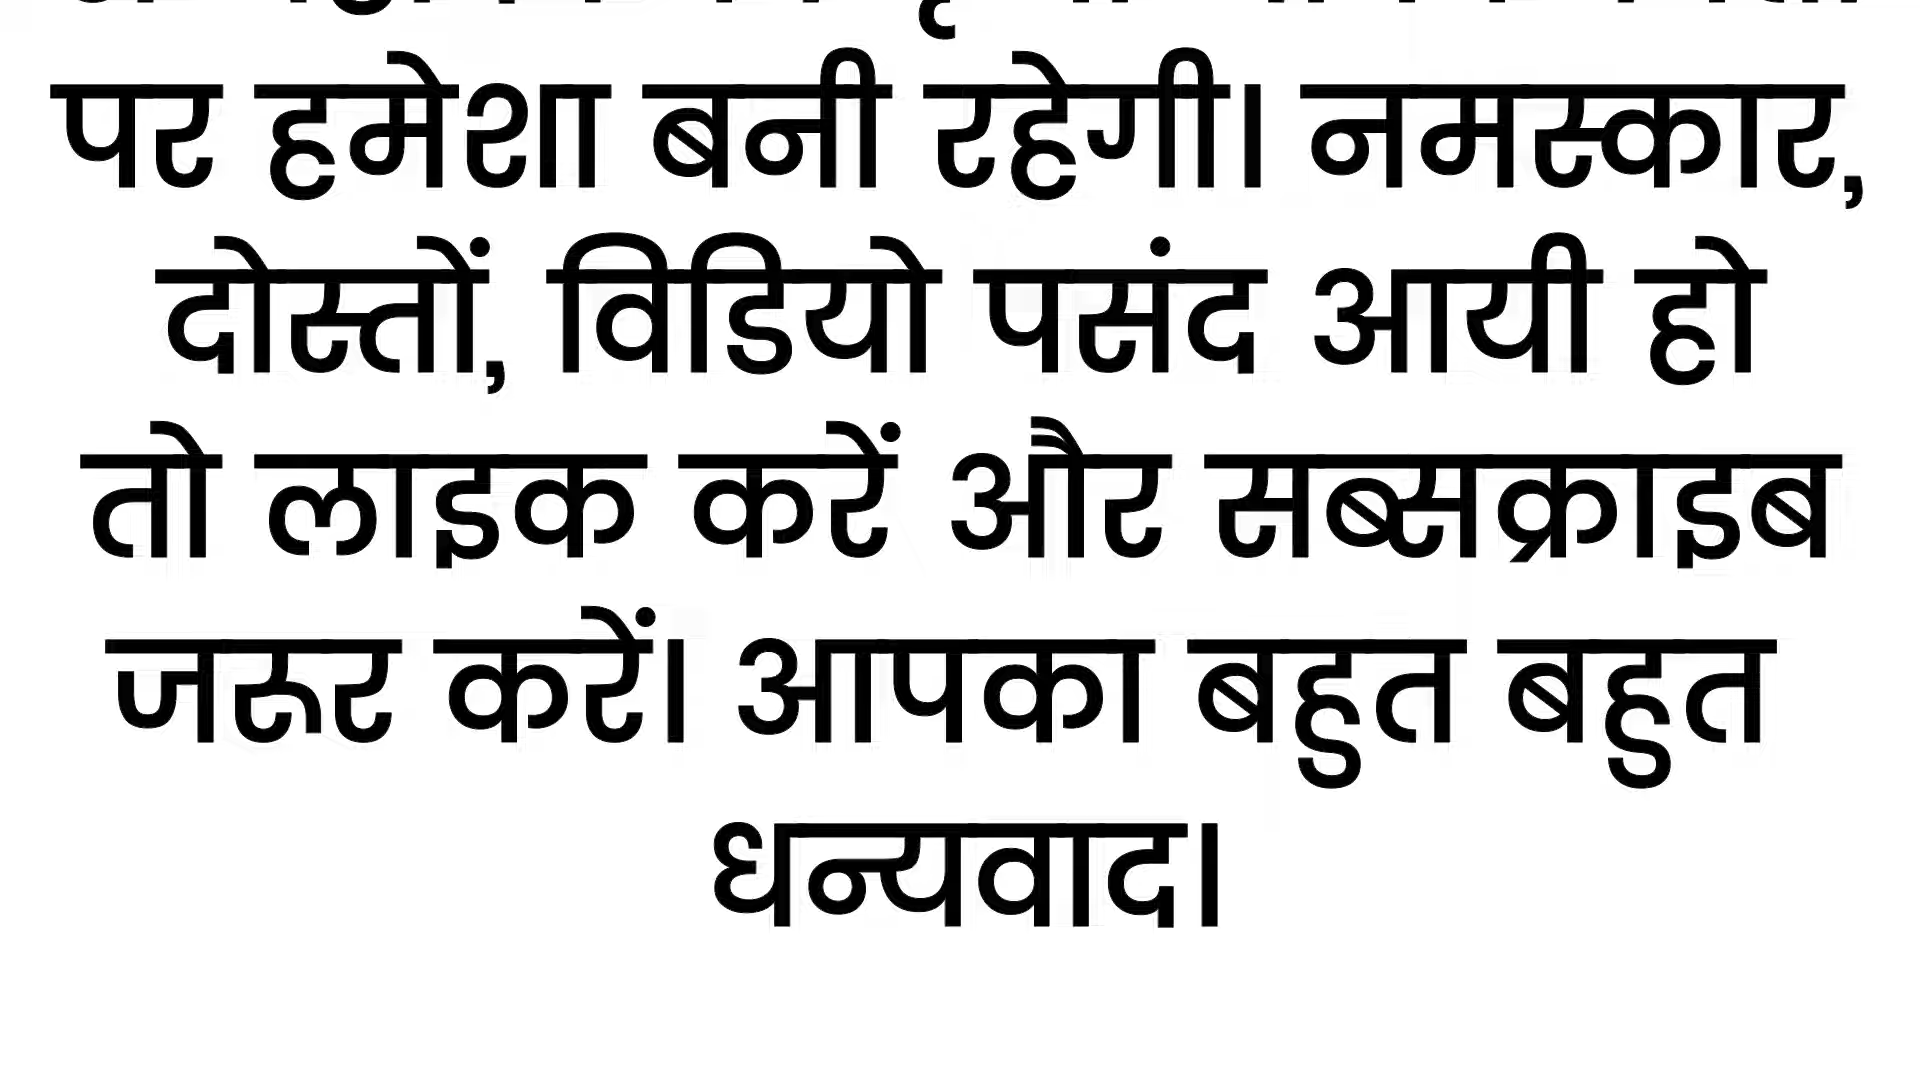 पर हमेशा बनी रहेगी। नमस्कार,
दोस्तों, विडियो पसंद आयी हो
तो लाइक करें और सब्सक्राइब
जरूर करें। आपका बहुत बहुत
धन्यवाद।